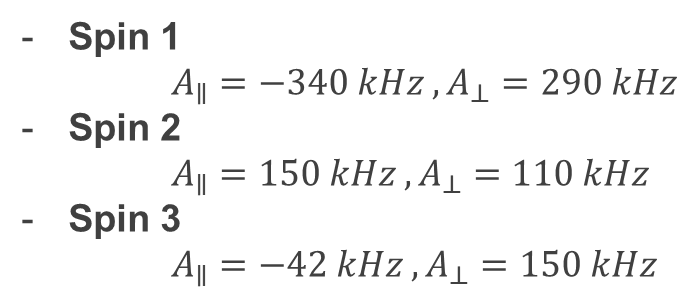 - Spin 1
A∥ = −340 kHz , A⊥ = 290 kHz
- Spin 2
A∥ = 150 kHz , A⊥ = 110 kHz
- Spin 3
A∥ = −42 kHz , A⊥ = 150 kHz